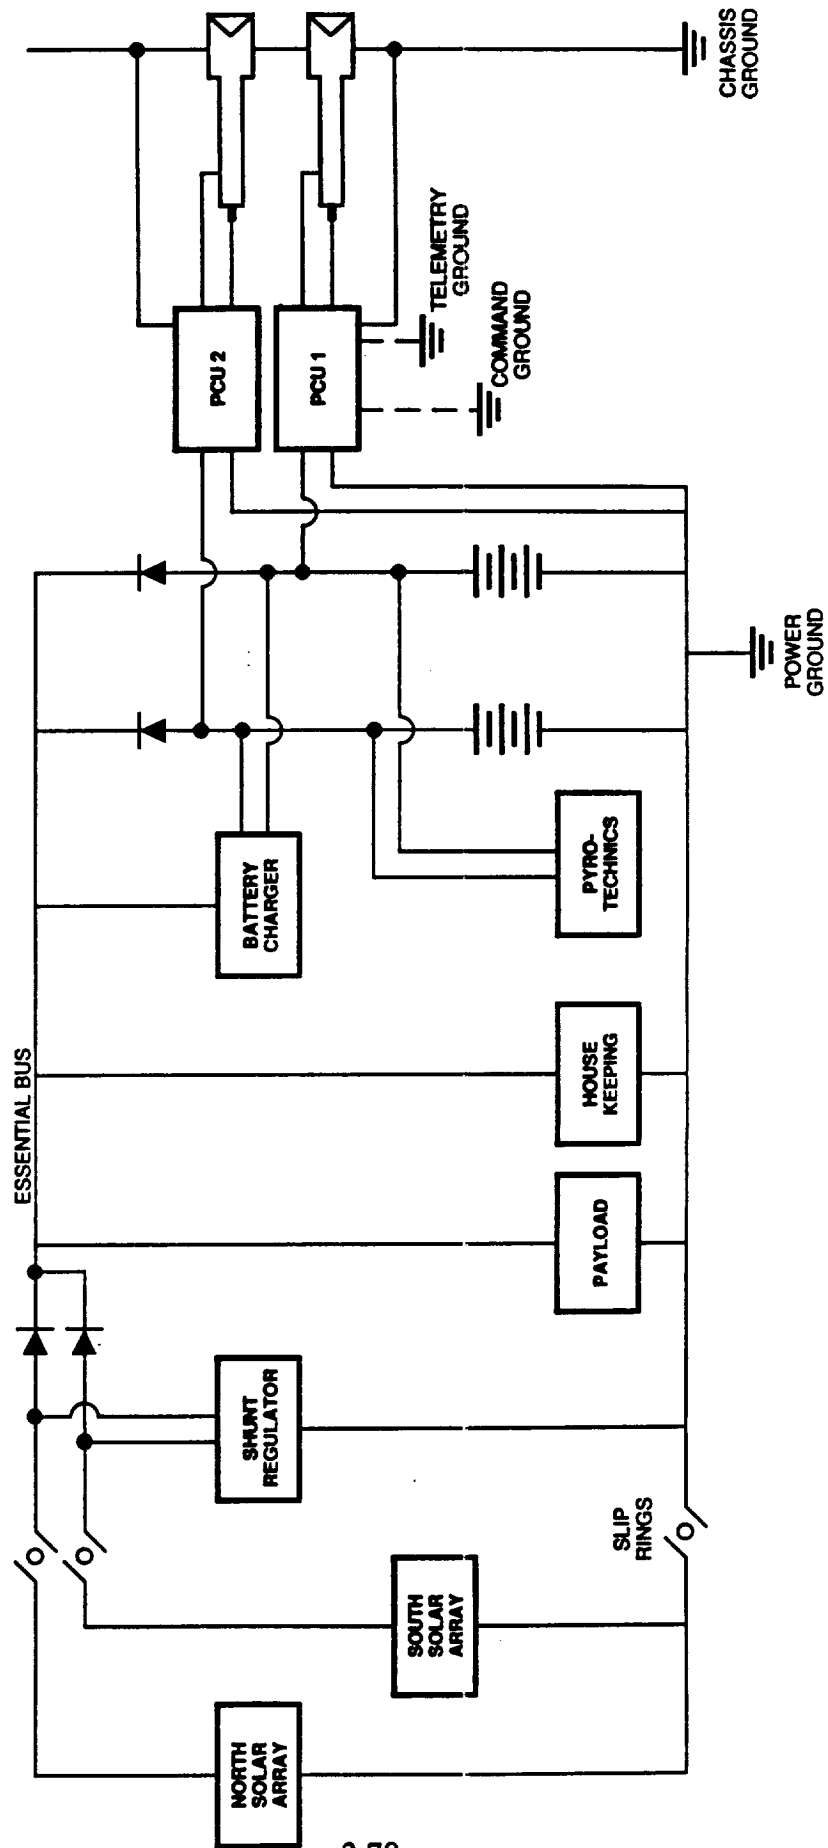 ESSENTIAL BUS
NORTH
SOLAR
ARRAY
SOUTH
SOLAR
ARRAY
SLIP
RINGS
SHUNT
REGULATOR
PAYLOAD
HOUSE
KEEPING
BATTERY
CHARGER
PYRO-
TECHNICS
POWER
GROUND
PCU 2
PCU 1
COMMAND
GROUND
TELEMETRY
GROUND
CHASSIS
GROUND